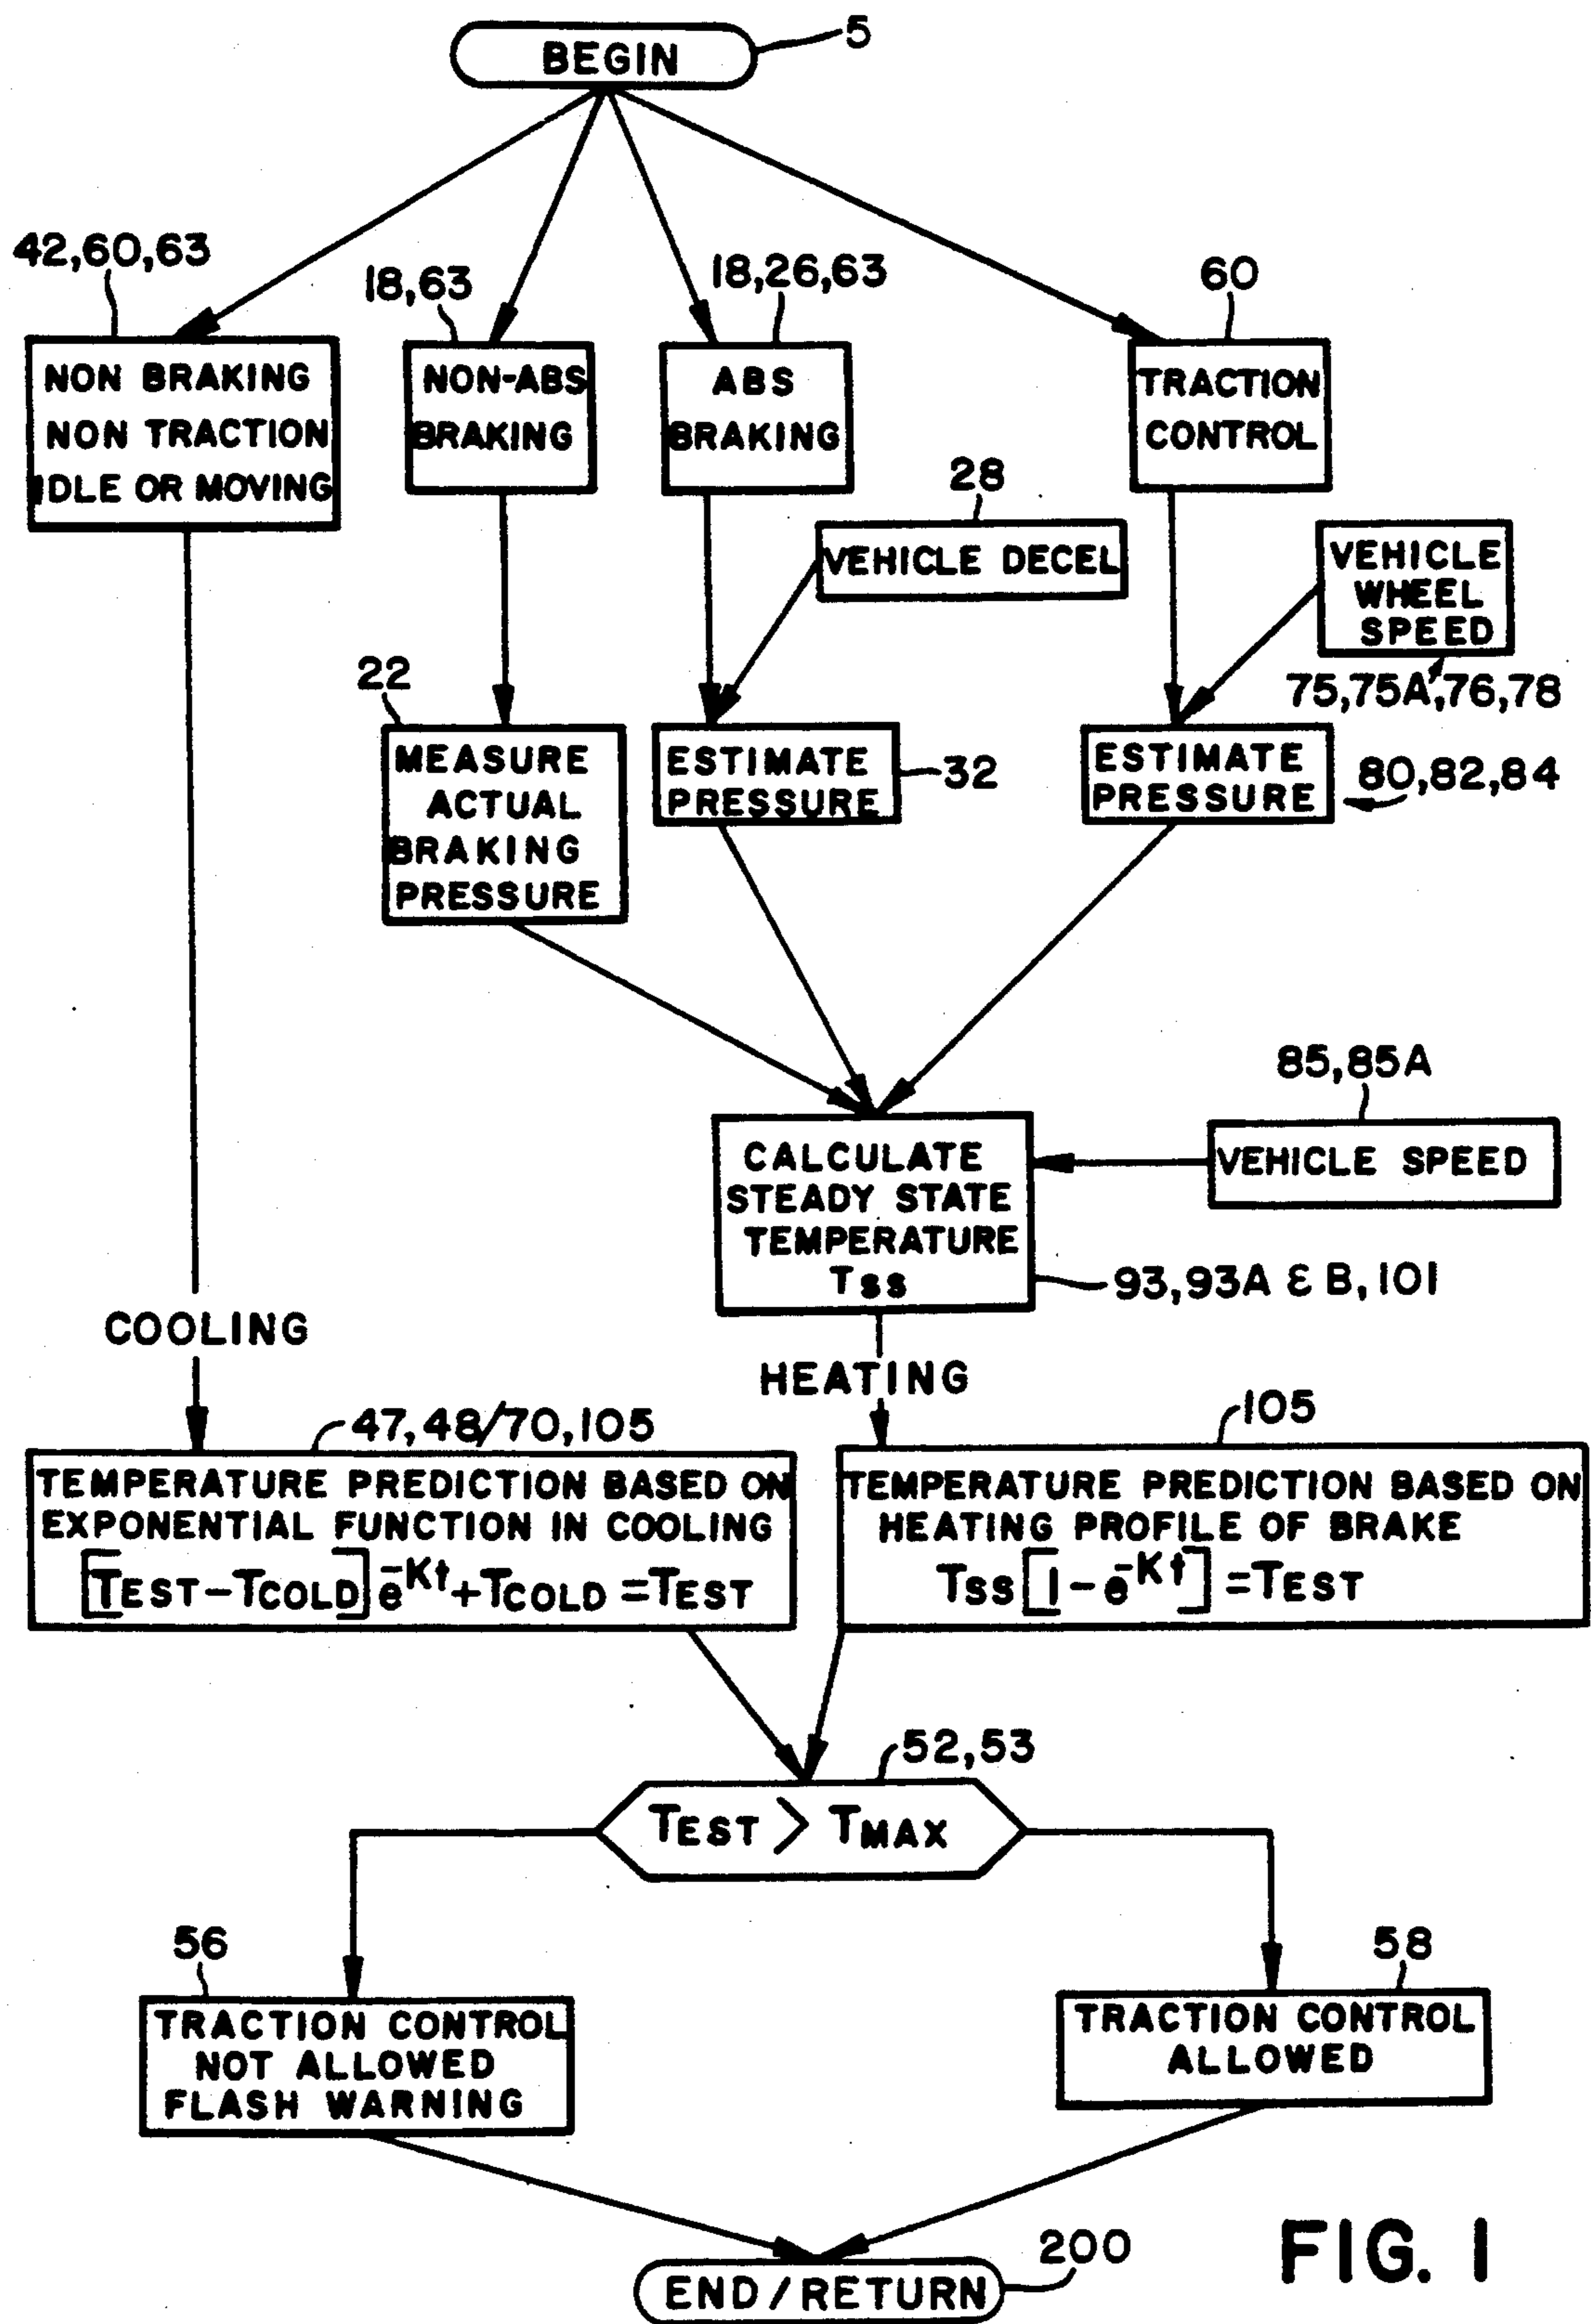 BEGIN
5
42,60,63
18,63
18,26,63
60
NON BRAKING
NON TRACTION
IDLE OR MOVING
NON-ABS
BRAKING
ABS
BRAKING
TRACTION
CONTROL
28
VEHICLE DECEL
VEHICLE
WHEEL
SPEED
75,75A,76,78
22
MEASURE
ACTUAL
BRAKING
PRESSURE
ESTIMATE
PRESSURE
32
ESTIMATE
PRESSURE
80,82,84
85,85A
VEHICLE SPEED
CALCULATE
STEADY STATE
TEMPERATURE
TSS
93,93A & B,101
COOLING
HEATING
47,48/70,105
105
TEMPERATURE PREDICTION BASED ON
EXPONENTIAL FUNCTION IN COOLING
[TEST-TCOLD]e^-Kt+TCOLD=TEST
TEMPERATURE PREDICTION BASED ON
HEATING PROFILE OF BRAKE
TSS[1-e^-Kt]=TEST
52,53
TEST > TMAX
56
TRACTION CONTROL
NOT ALLOWED
FLASH WARNING
58
TRACTION CONTROL
ALLOWED
200
END/RETURN
FIG. 1